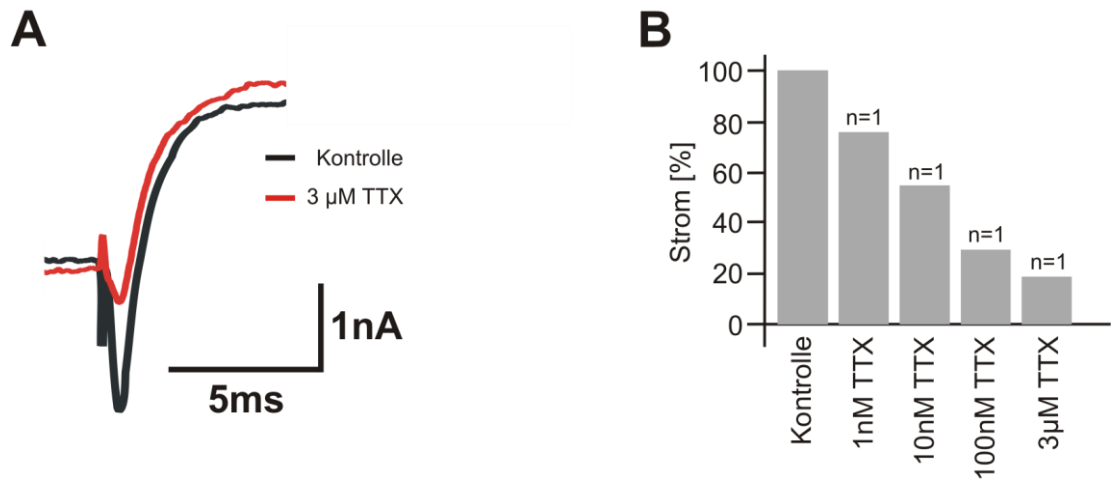 A
Kontrolle
3 µM TTX
1nA
5ms
B
Strom [%]
100
80
60
40
20
0
n=1
n=1
n=1
n=1
Kontrolle
1nM TTX
10nM TTX
100nM TTX
3µM TTX